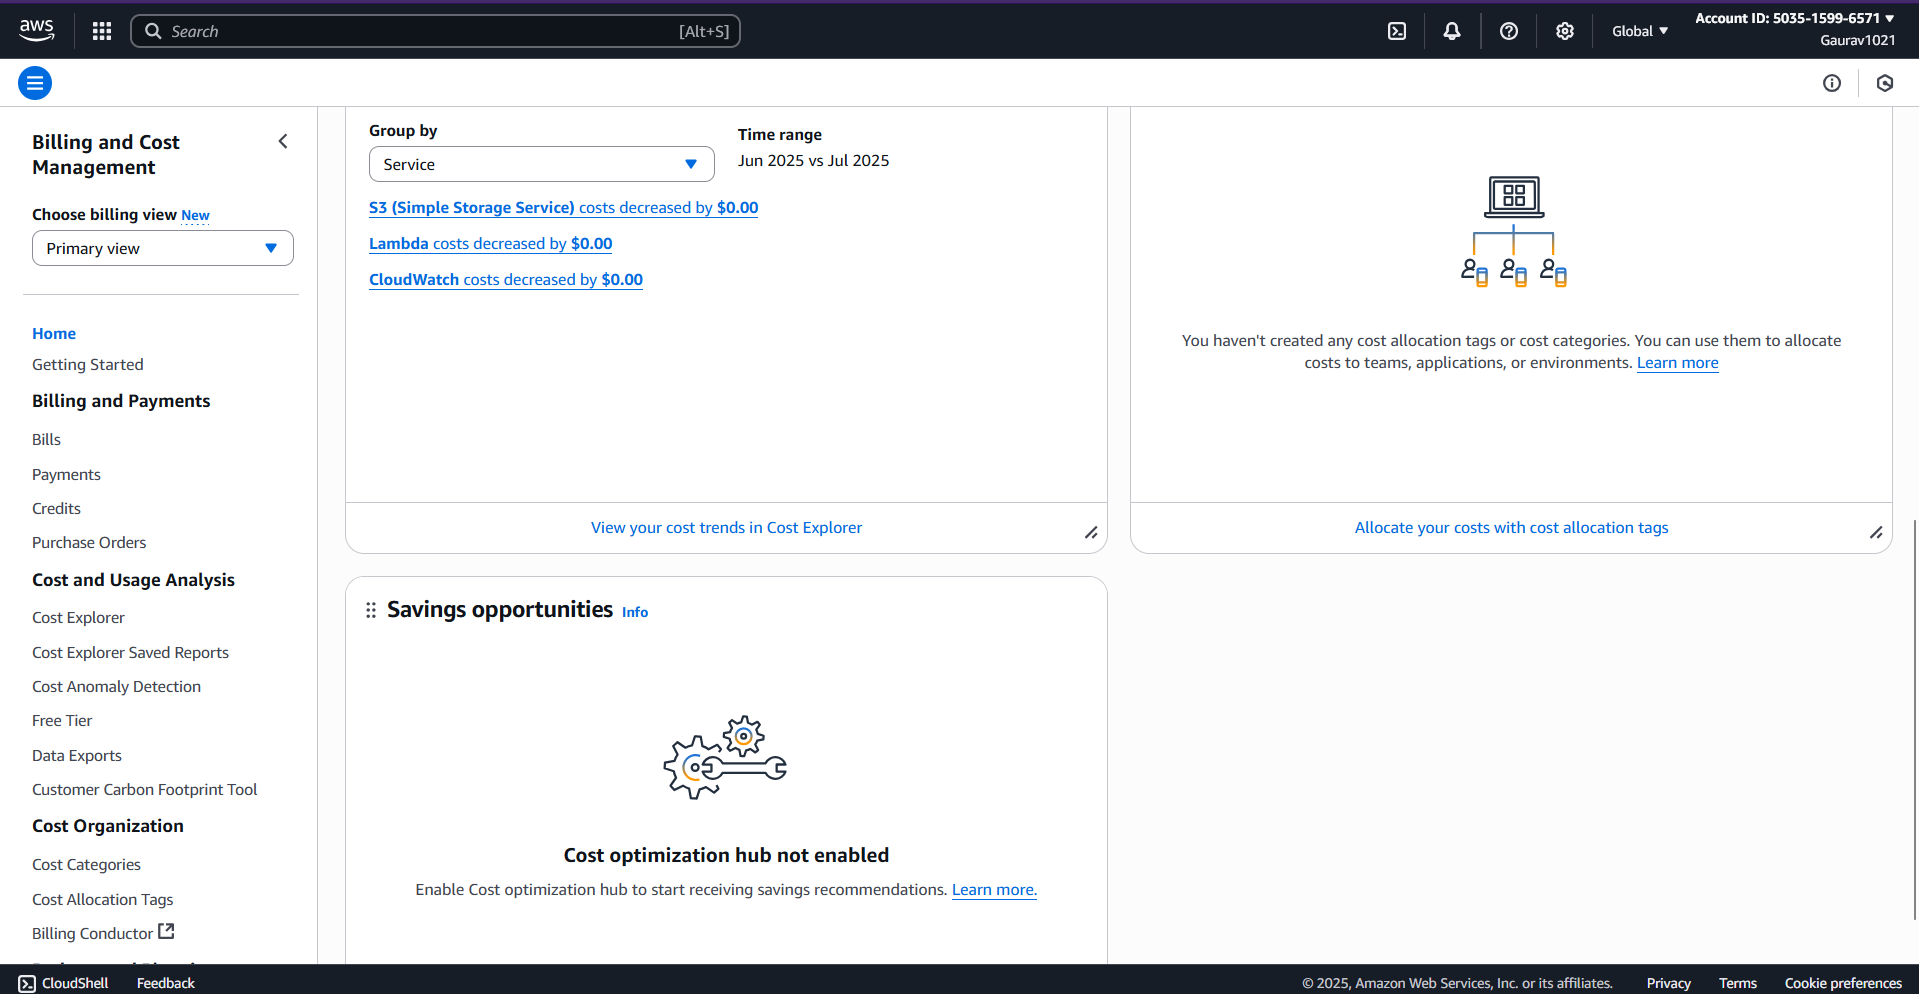 aws
Search
[Alt+S]
Global
Account ID: 5035-1599-6571
Gaurav1021
Billing and Cost
Management
Choose billing view New
Primary view
Home
Getting Started
Billing and Payments
Bills
Payments
Credits
Purchase Orders
Cost and Usage Analysis
Cost Explorer
Cost Explorer Saved Reports
Cost Anomaly Detection
Free Tier
Data Exports
Customer Carbon Footprint Tool
Cost Organization
Cost Categories
Cost Allocation Tags
Billing Conductor
Group by
Service
Time range
Jun 2025 vs Jul 2025
S3 (Simple Storage Service) costs decreased by $0.00
Lambda costs decreased by $0.00
CloudWatch costs decreased by $0.00
View your cost trends in Cost Explorer
You haven't created any cost allocation tags or cost categories. You can use them to allocate
costs to teams, applications, or environments. Learn more
Allocate your costs with cost allocation tags
Savings opportunities Info
Cost optimization hub not enabled
Enable Cost optimization hub to start receiving savings recommendations. Learn more.
CloudShell
Feedback
© 2025, Amazon Web Services, Inc. or its affiliates.
Privacy
Terms
Cookie preferences